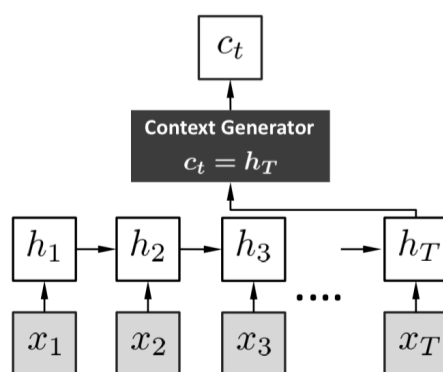 c_t
Context Generator
c_t = h_T
h_1 h_2 h_3 h_T
.....
x_1 x_2 x_3 x_T